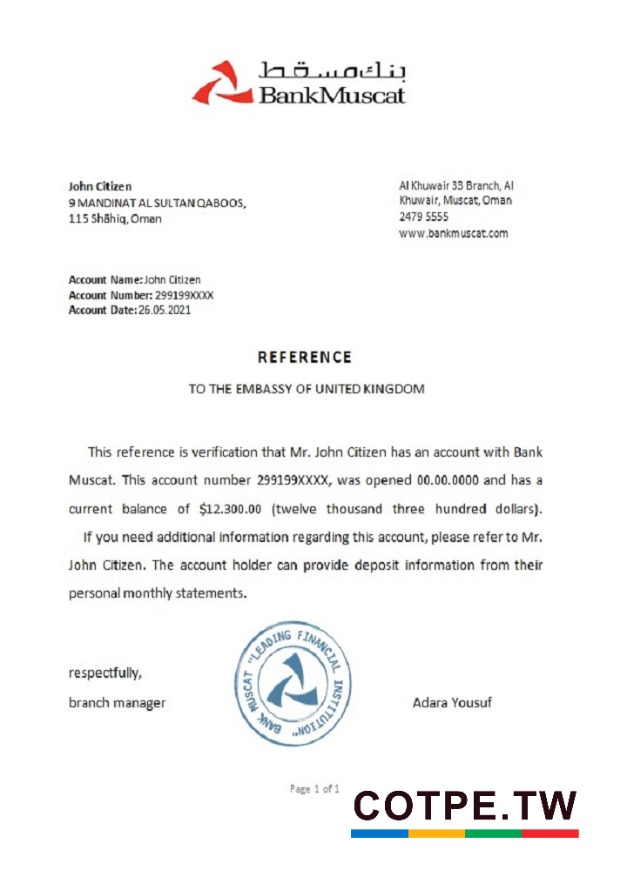 بنك مسقط
BankMuscat
John Citizen
9 MANDINAT AL SULTAN QABOOS,
115 Shāhiq, Oman
Al Khuwair 33 Branch, Al
Khuwair, Muscat, Oman
2479 5555
www.bankmuscat.com
Account Name: John Citizen
Account Number: 299199XXXX
Account Date: 26.05.2021
REFERENCE
TO THE EMBASSY OF UNITED KINGDOM
This reference is verification that Mr. John Citizen has an account with Bank
Muscat. This account number 299199XXXX, was opened 00.00.0000 and has a
current balance of $12.300.00 (twelve thousand three hundred dollars).
If you need additional information regarding this account, please refer to Mr.
John Citizen. The account holder can provide deposit information from their
personal monthly statements.
BANK MUSCAT "LEADING FINANCIAL INSTITUTION"
respectfully,
branch manager
Adara Yousuf
Page 1 of 1
COTPE.TW